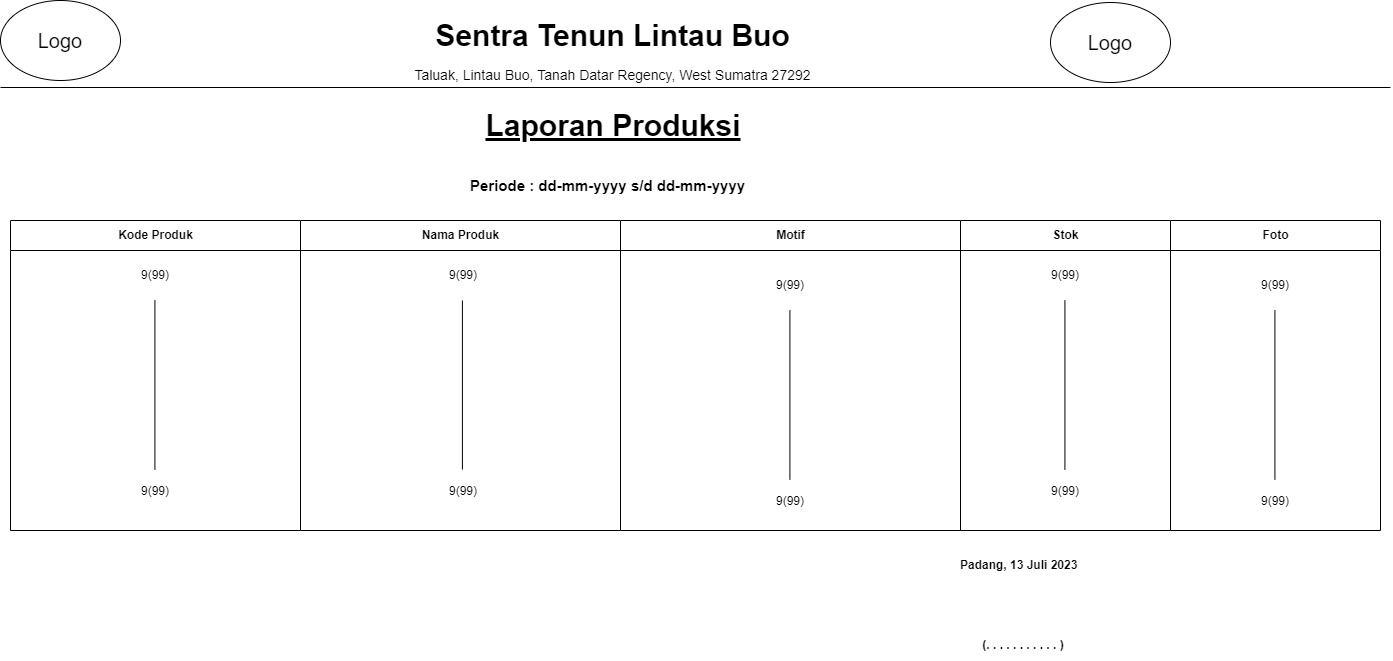 Logo
Sentra Tenun Lintau Buo
Logo
Taluak, Lintau Buo, Tanah Datar Regency, West Sumatra 27292
Laporan Produksi
Periode : dd-mm-yyyy s/d dd-mm-yyyy
Kode Produk Nama Produk Motif Stok Foto
9(99) 9(99) 9(99) 9(99) 9(99)
9(99) 9(99) 9(99) 9(99) 9(99)
Padang, 13 Juli 2023
(. . . . . . . . . . . )